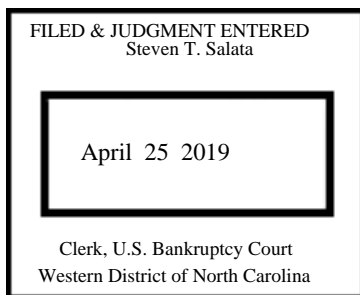 FILED & JUDGMENT ENTERED
Steven T. Salata
April 25 2019
Clerk, U.S. Bankruptcy Court
Western District of North Carolina